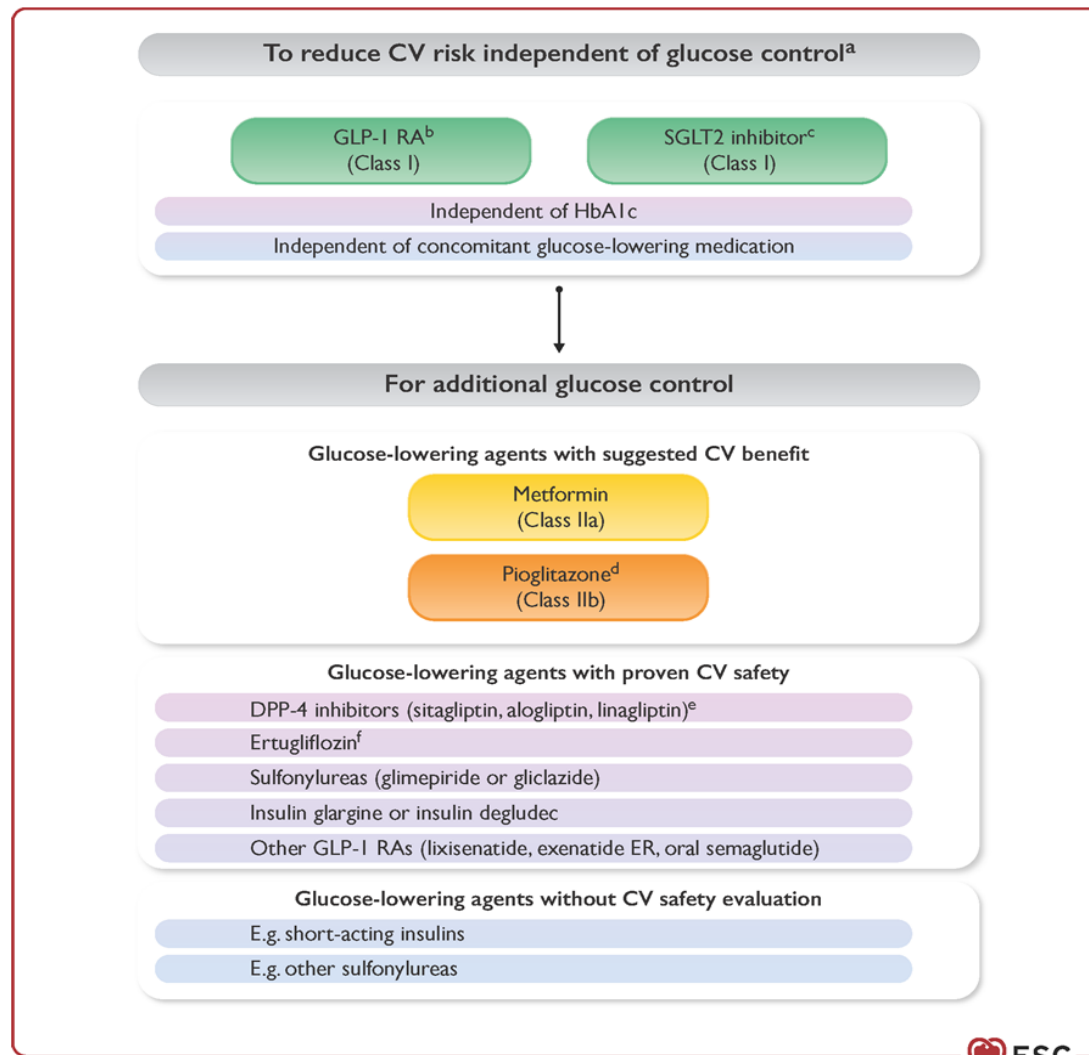 To reduce CV risk independent of glucose controlᵃ
GLP-1 RAᵇ
(Class I)
SGLT2 inhibitorᶜ
(Class I)
Independent of HbA1c
Independent of concomitant glucose-lowering medication
For additional glucose control
Glucose-lowering agents with suggested CV benefit
Metformin
(Class IIa)
Pioglitazoneᵈ
(Class IIb)
Glucose-lowering agents with proven CV safety
DPP-4 inhibitors (sitagliptin, alogliptin, linagliptin)ᵉ
Ertugliflozinᶠ
Sulfonylureas (glimepiride or gliclazide)
Insulin glargine or insulin degludec
Other GLP-1 RAs (lixisenatide, exenatide ER, oral semaglutide)
Glucose-lowering agents without CV safety evaluation
E.g. short-acting insulins
E.g. other sulfonylureas
ESC